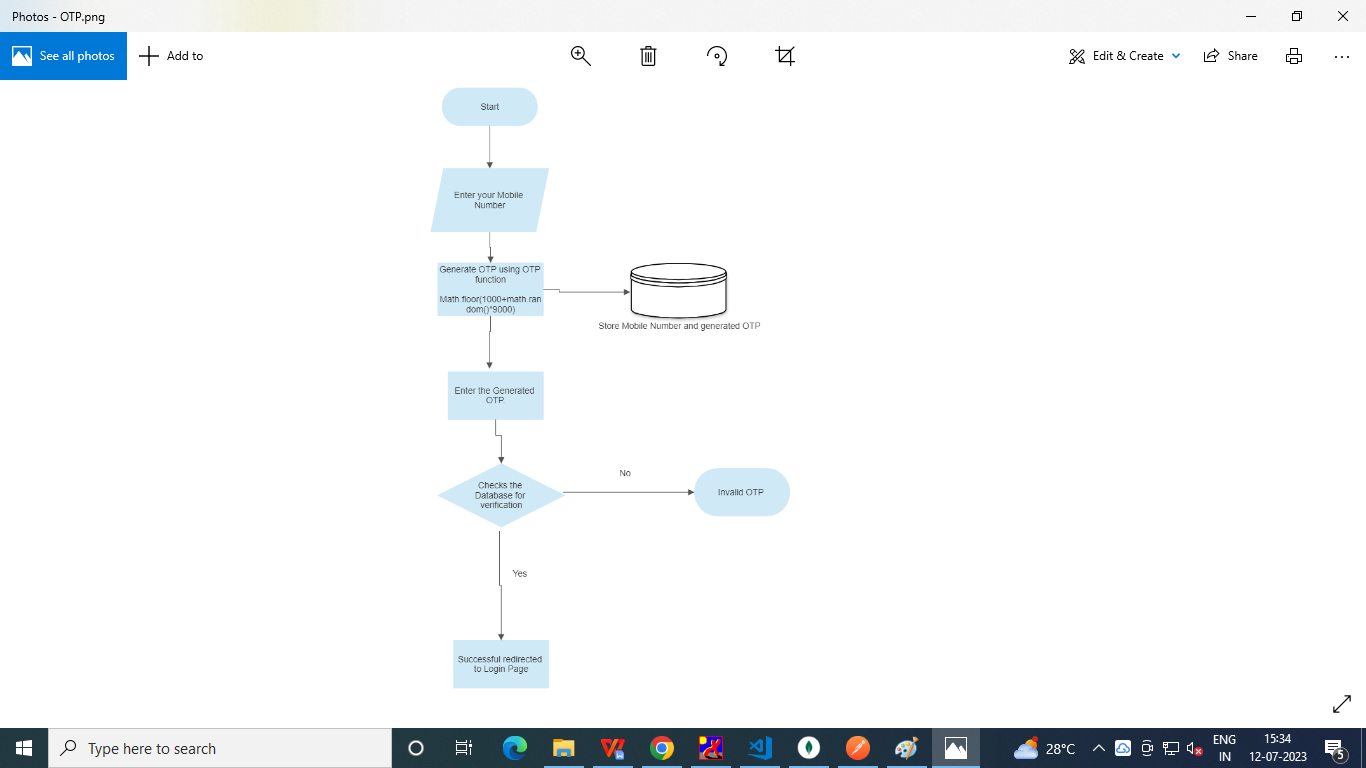 Photos - OTP.png
See all photos
Add to
Edit & Create
Share
Start
Enter your Mobile
Number
Generate OTP using OTP
function
Math.floor(1000+math.ran
dom()*9000)
Store Mobile Number and generated OTP
Enter the Generated
OTP.
Checks the
Database for
verification
No
Invalid OTP
Yes
Successful redirected
to Login Page
Type here to search
28°C
ENG
IN
15:34
12-07-2023
5